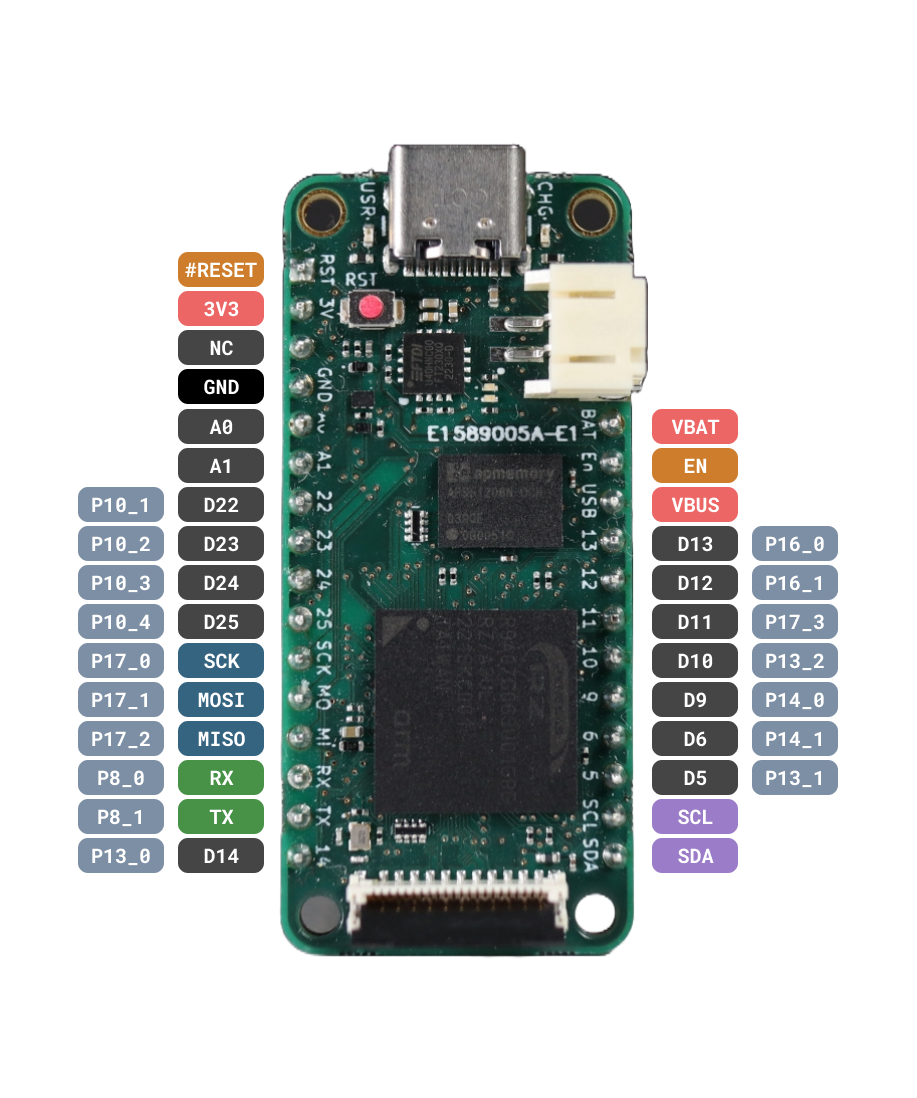 USR
CHG
#RESET
RST
RST
3V3
3V
NC
GND
GND
FTDI
A0
BAT
VBAT
E1589005A-E1
A1
A1
En
EN
apmemory
P10_1
D22
22
USB
VBUS
P10_2
D23
23
13
D13
P16_0
P10_3
D24
24
12
D12
P16_1
P10_4
D25
25
11
D11
P17_3
P17_0
SCK
SCK
10
D10
P13_2
RZ
P17_1
MOSI
MO
9
D9
P14_0
arm
P17_2
MISO
MI
6
D6
P14_1
P8_0
RX
RX
5
D5
P13_1
P8_1
TX
TX
SCL
SCL
P13_0
D14
14
SDA
SDA